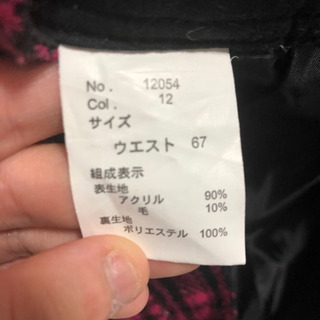 No. 12054
Col. 12
サイズ
ウエスト 67
組成表示
表生地
アクリル 90%
毛 10%
裏生地
ポリエステル 100%